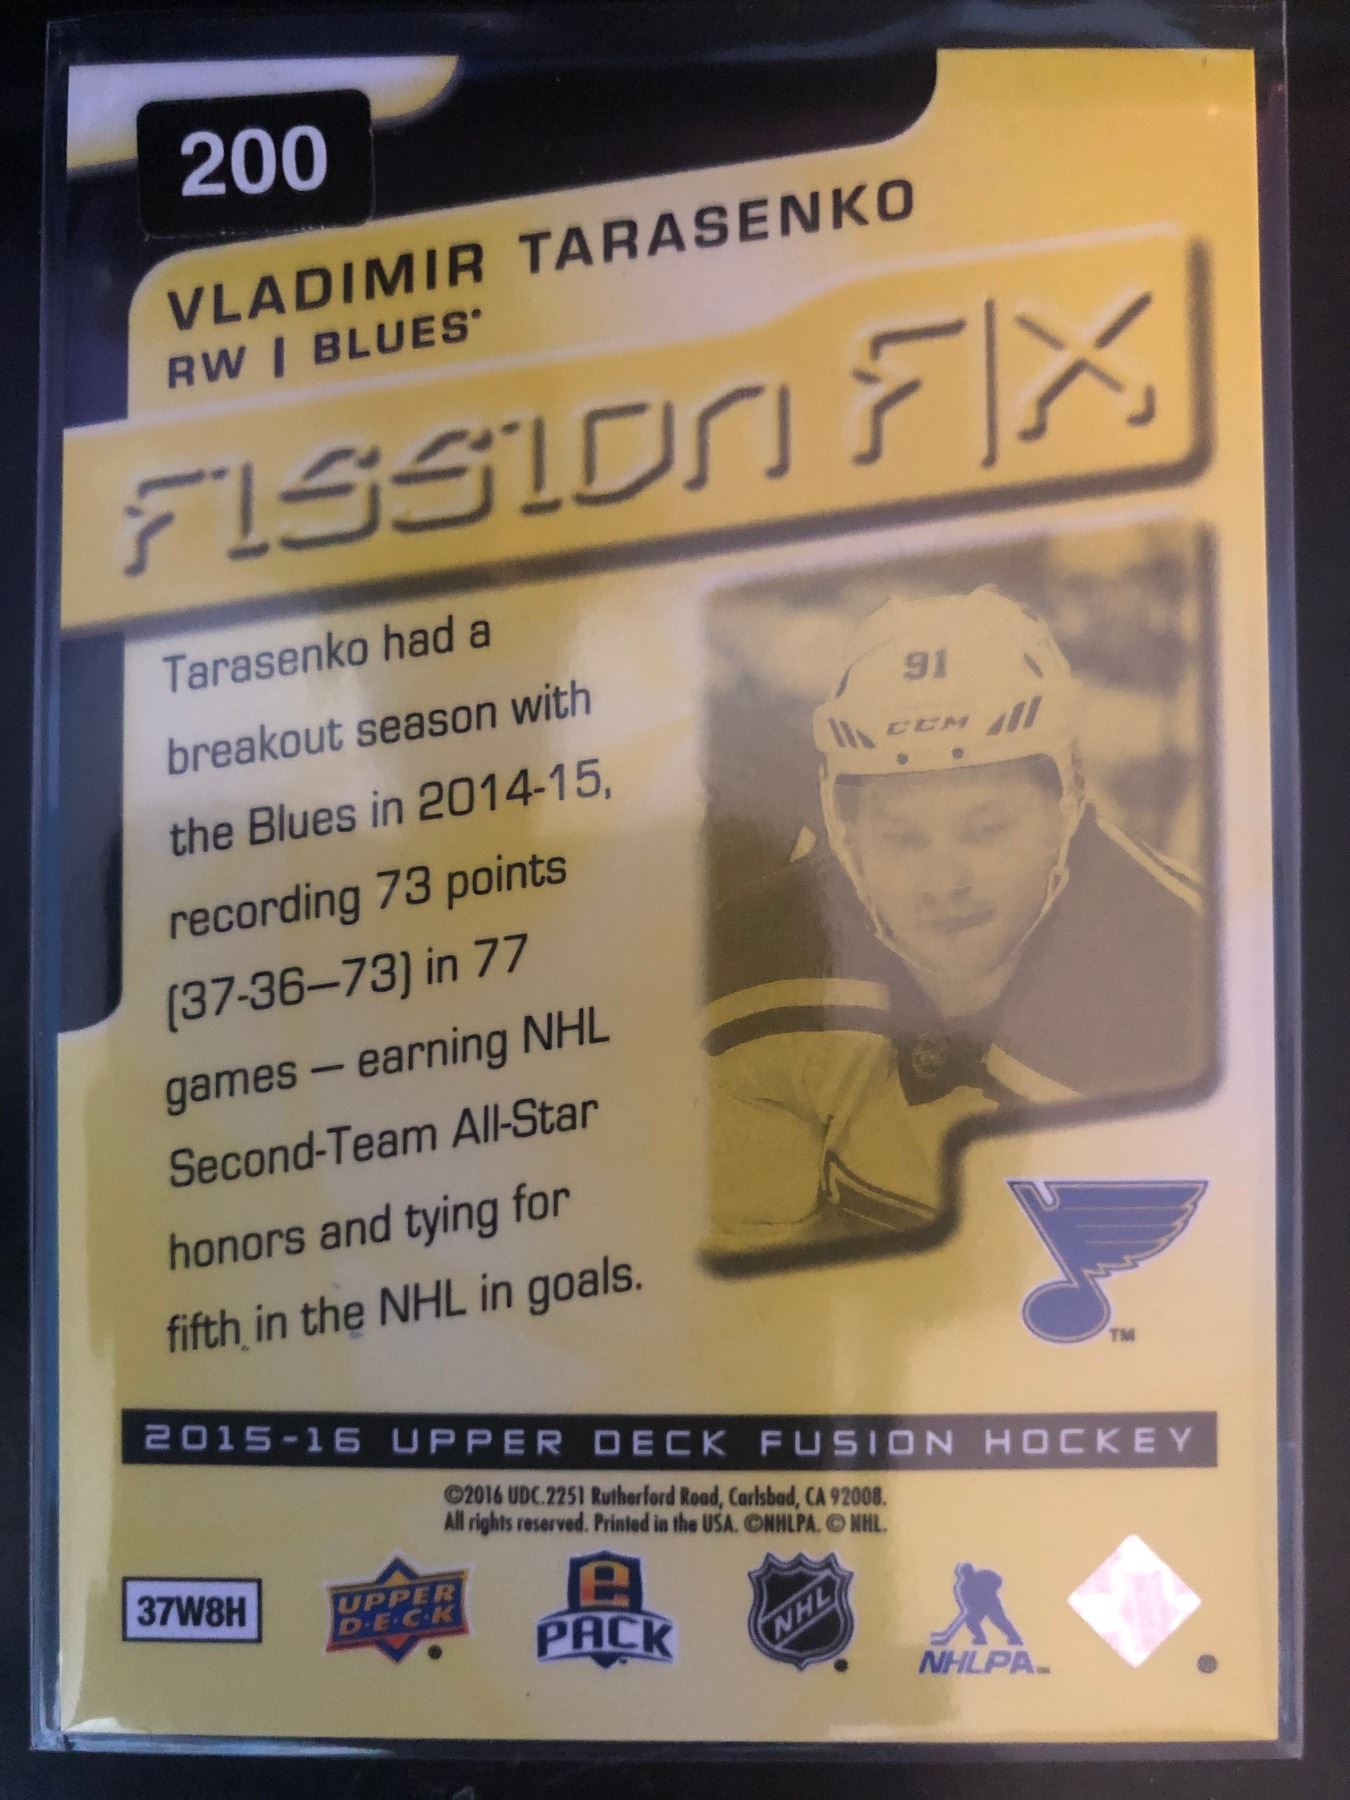 200
VLADIMIR TARASENKO
RW | BLUES•
FISSION FIX
Tarasenko had a
breakout season with
the Blues in 2014-15,
recording 73 points
(37-36–73) in 77
games – earning NHL
Second-Team All-Star
honors and tying for
fifth in the NHL in goals.
91
CCM
TM
2015-16 UPPER DECK FUSION HOCKEY
©2016 UDC.2251 Rutherford Road, Carlsbad, CA 92008.
All rights reserved. Printed in the USA. ©NHLPA. © NHL.
37W8H
UPPER
D·E·C·K
e
PACK
NHL
NHLPA™